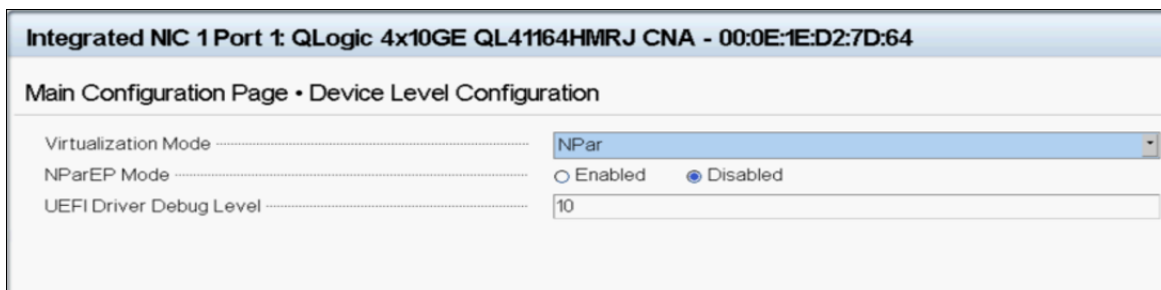 Integrated NIC 1 Port 1: QLogic 4x10GE QL41164HMRJ CNA - 00:0E:1E:D2:7D:64
Main Configuration Page • Device Level Configuration
Virtualization Mode NPar
NParEP Mode Enabled Disabled
UEFI Driver Debug Level 10